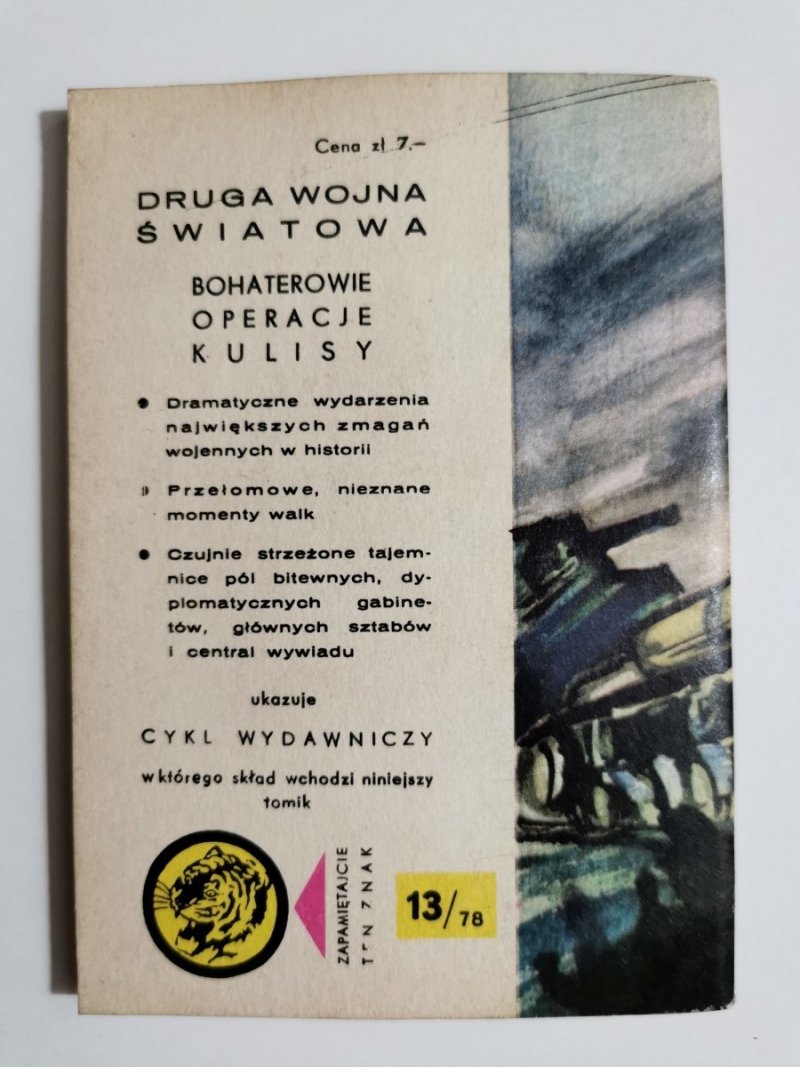 Cena zł 7.–
DRUGA WOJNA
ŚWIATOWA
BOHATEROWIE
OPERACJE
KULISY
● Dramatyczne wydarzenia
największych zmagań
wojennych w historii
● Przełomowe, nieznane
momenty walk
● Czujnie strzeżone tajem-
nice pól bitewnych, dy-
plomatycznych gabine-
tów, głównych sztabów
i central wywiadu
ukazuje
CYKL WYDAWNICZY
w którego skład wchodzi niniejszy
tomik
ZAPAMIĘTAJCIE
TEN ZNAK
13/78